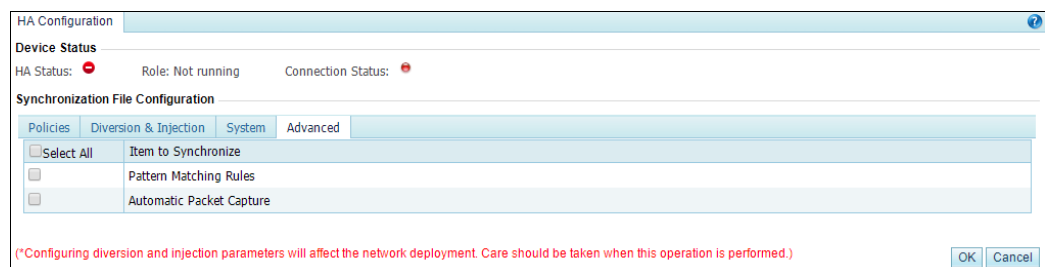 HA Configuration
Device Status
HA Status: Role: Not running Connection Status:
Synchronization File Configuration
Policies Diversion & Injection System Advanced
Select All Item to Synchronize
Pattern Matching Rules
Automatic Packet Capture
(*Configuring diversion and injection parameters will affect the network deployment. Care should be taken when this operation is performed.)
OK Cancel